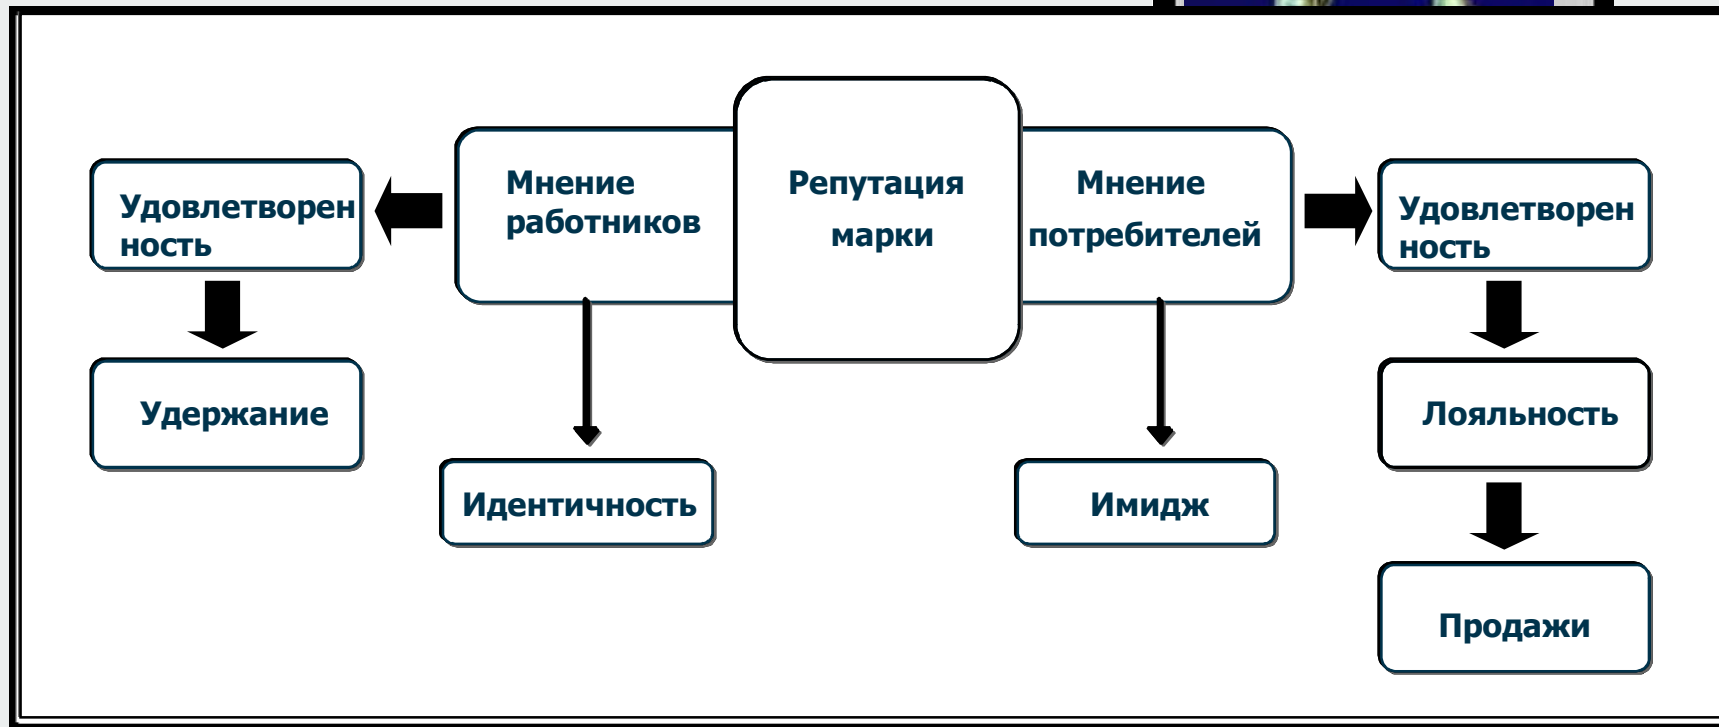 Удовлетворен
ность
Мнение
работников
Репутация
марки
Мнение
потребителей
Удовлетворен
ность
Удержание
Лояльность
Идентичность
Имидж
Продажи